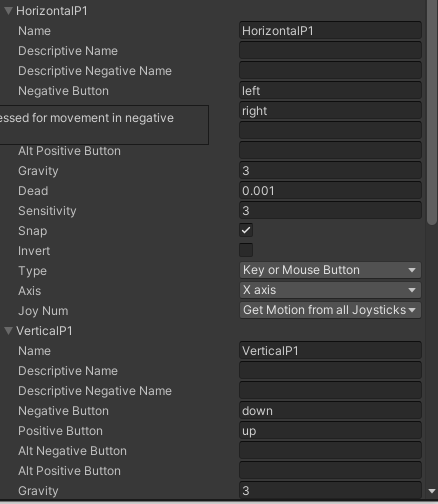 HorizontalP1
Name HorizontalP1
Descriptive Name
Descriptive Negative Name
Negative Button left
right
essed for movement in negative
Alt Positive Button
Gravity 3
Dead 0.001
Sensitivity 3
Snap
Invert
Type Key or Mouse Button
Axis X axis
Joy Num Get Motion from all Joysticks
VerticalP1
Name VerticalP1
Descriptive Name
Descriptive Negative Name
Negative Button down
Positive Button up
Alt Negative Button
Alt Positive Button
Gravity 3